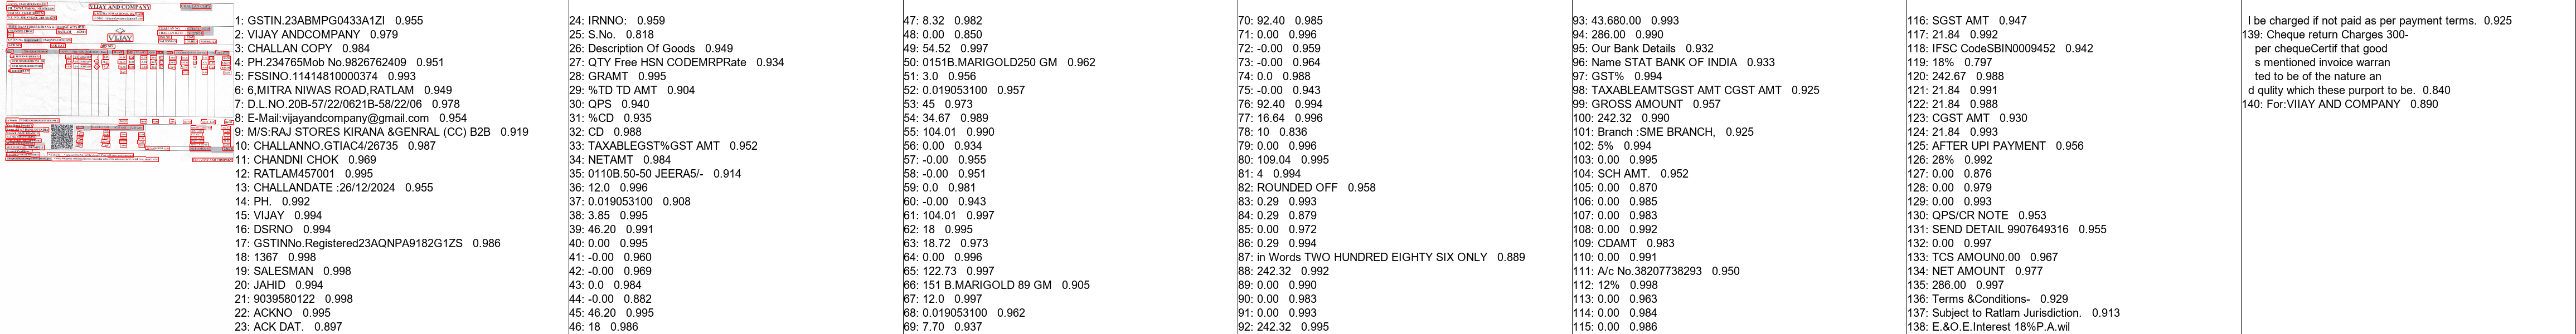 1: GSTIN.23ABMPG0433A1ZI 0.955
2: VIJAY ANDCOMPANY 0.979
3: CHALLAN COPY 0.984
4: PH.234765Mob No.9826762409 0.951
5: FSSINO.11414810000374 0.993
6: 6,MITRA NIWAS ROAD,RATLAM 0.949
7: D.L.NO.20B-57/22/0621B-58/22/06 0.978
8: E-Mail:vijayandcompany@gmail.com 0.954
9: M/S:RAJ STORES KIRANA &GENRAL (CC) B2B 0.919
10: CHALLANNO.GTIAC4/26735 0.987
11: CHANDNI CHOK 0.969
12: RATLAM457001 0.995
13: CHALLANDATE :26/12/2024 0.955
14: PH. 0.992
15: VIJAY 0.994
16: DSRNO 0.994
17: GSTINNo.Registered23AQNPA9182G1ZS 0.986
18: 1367 0.998
19: SALESMAN 0.998
20: JAHID 0.994
21: 9039580122 0.998
22: ACKNO 0.995
23: ACK DAT. 0.897
24: IRNNO: 0.959
25: S.No. 0.818
26: Description Of Goods 0.949
27: QTY Free HSN CODEMRPRate 0.934
28: GRAMT 0.995
29: %TD TD AMT 0.904
30: QPS 0.940
31: %CD 0.935
32: CD 0.988
33: TAXABLEGST%GST AMT 0.952
34: NETAMT 0.984
35: 0110B.50-50 JEERA5/- 0.914
36: 12.0 0.996
37: 0.019053100 0.908
38: 3.85 0.995
39: 46.20 0.991
40: 0.00 0.995
41: -0.00 0.960
42: -0.00 0.969
43: 0.0 0.984
44: -0.00 0.882
45: 46.20 0.995
46: 18 0.986
47: 8.32 0.982
48: 0.00 0.850
49: 54.52 0.997
50: 0151B.MARIGOLD250 GM 0.962
51: 3.0 0.956
52: 0.019053100 0.957
53: 45 0.973
54: 34.67 0.989
55: 104.01 0.990
56: 0.00 0.934
57: -0.00 0.955
58: -0.00 0.951
59: 0.0 0.981
60: -0.00 0.943
61: 104.01 0.997
62: 18 0.995
63: 18.72 0.973
64: 0.00 0.996
65: 122.73 0.997
66: 151 B.MARIGOLD 89 GM 0.905
67: 12.0 0.997
68: 0.019053100 0.962
69: 7.70 0.937
70: 92.40 0.985
71: 0.00 0.996
72: -0.00 0.959
73: -0.00 0.964
74: 0.0 0.988
75: -0.00 0.943
76: 92.40 0.994
77: 16.64 0.996
78: 10 0.836
79: 0.00 0.996
80: 109.04 0.995
81: 4 0.994
82: ROUNDED OFF 0.958
83: 0.29 0.993
84: 0.29 0.879
85: 0.00 0.972
86: 0.29 0.994
87: in Words TWO HUNDRED EIGHTY SIX ONLY 0.889
88: 242.32 0.992
89: 0.00 0.990
90: 0.00 0.983
91: 0.00 0.993
92: 242.32 0.995
93: 43.680.00 0.993
94: 286.00 0.990
95: Our Bank Details 0.932
96: Name STAT BANK OF INDIA 0.933
97: GST% 0.994
98: TAXABLEAMTSGST AMT CGST AMT 0.925
99: GROSS AMOUNT 0.957
100: 242.32 0.990
101: Branch :SME BRANCH, 0.925
102: 5% 0.994
103: 0.00 0.995
104: SCH AMT. 0.952
105: 0.00 0.870
106: 0.00 0.985
107: 0.00 0.983
108: 0.00 0.992
109: CDAMT 0.983
110: 0.00 0.991
111: A/c No.38207738293 0.950
112: 12% 0.998
113: 0.00 0.963
114: 0.00 0.984
115: 0.00 0.986
116: SGST AMT 0.947
117: 21.84 0.992
118: IFSC CodeSBIN0009452 0.942
119: 18% 0.797
120: 242.67 0.988
121: 21.84 0.991
122: 21.84 0.988
123: CGST AMT 0.930
124: 21.84 0.993
125: AFTER UPI PAYMENT 0.956
126: 28% 0.992
127: 0.00 0.876
128: 0.00 0.979
129: 0.00 0.993
130: QPS/CR NOTE 0.953
131: SEND DETAIL 9907649316 0.955
132: 0.00 0.997
133: TCS AMOUN0.00 0.967
134: NET AMOUNT 0.977
135: 286.00 0.997
136: Terms &Conditions- 0.929
137: Subject to Ratlam Jurisdiction. 0.913
138: E.&O.E.Interest 18%P.A.wil
l be charged if not paid as per payment terms. 0.925
139: Cheque return Charges 300-
per chequeCertif that good
s mentioned invoice warran
ted to be of the nature an
d qulity which these purport to be. 0.840
140: For:VIIAY AND COMPANY 0.890